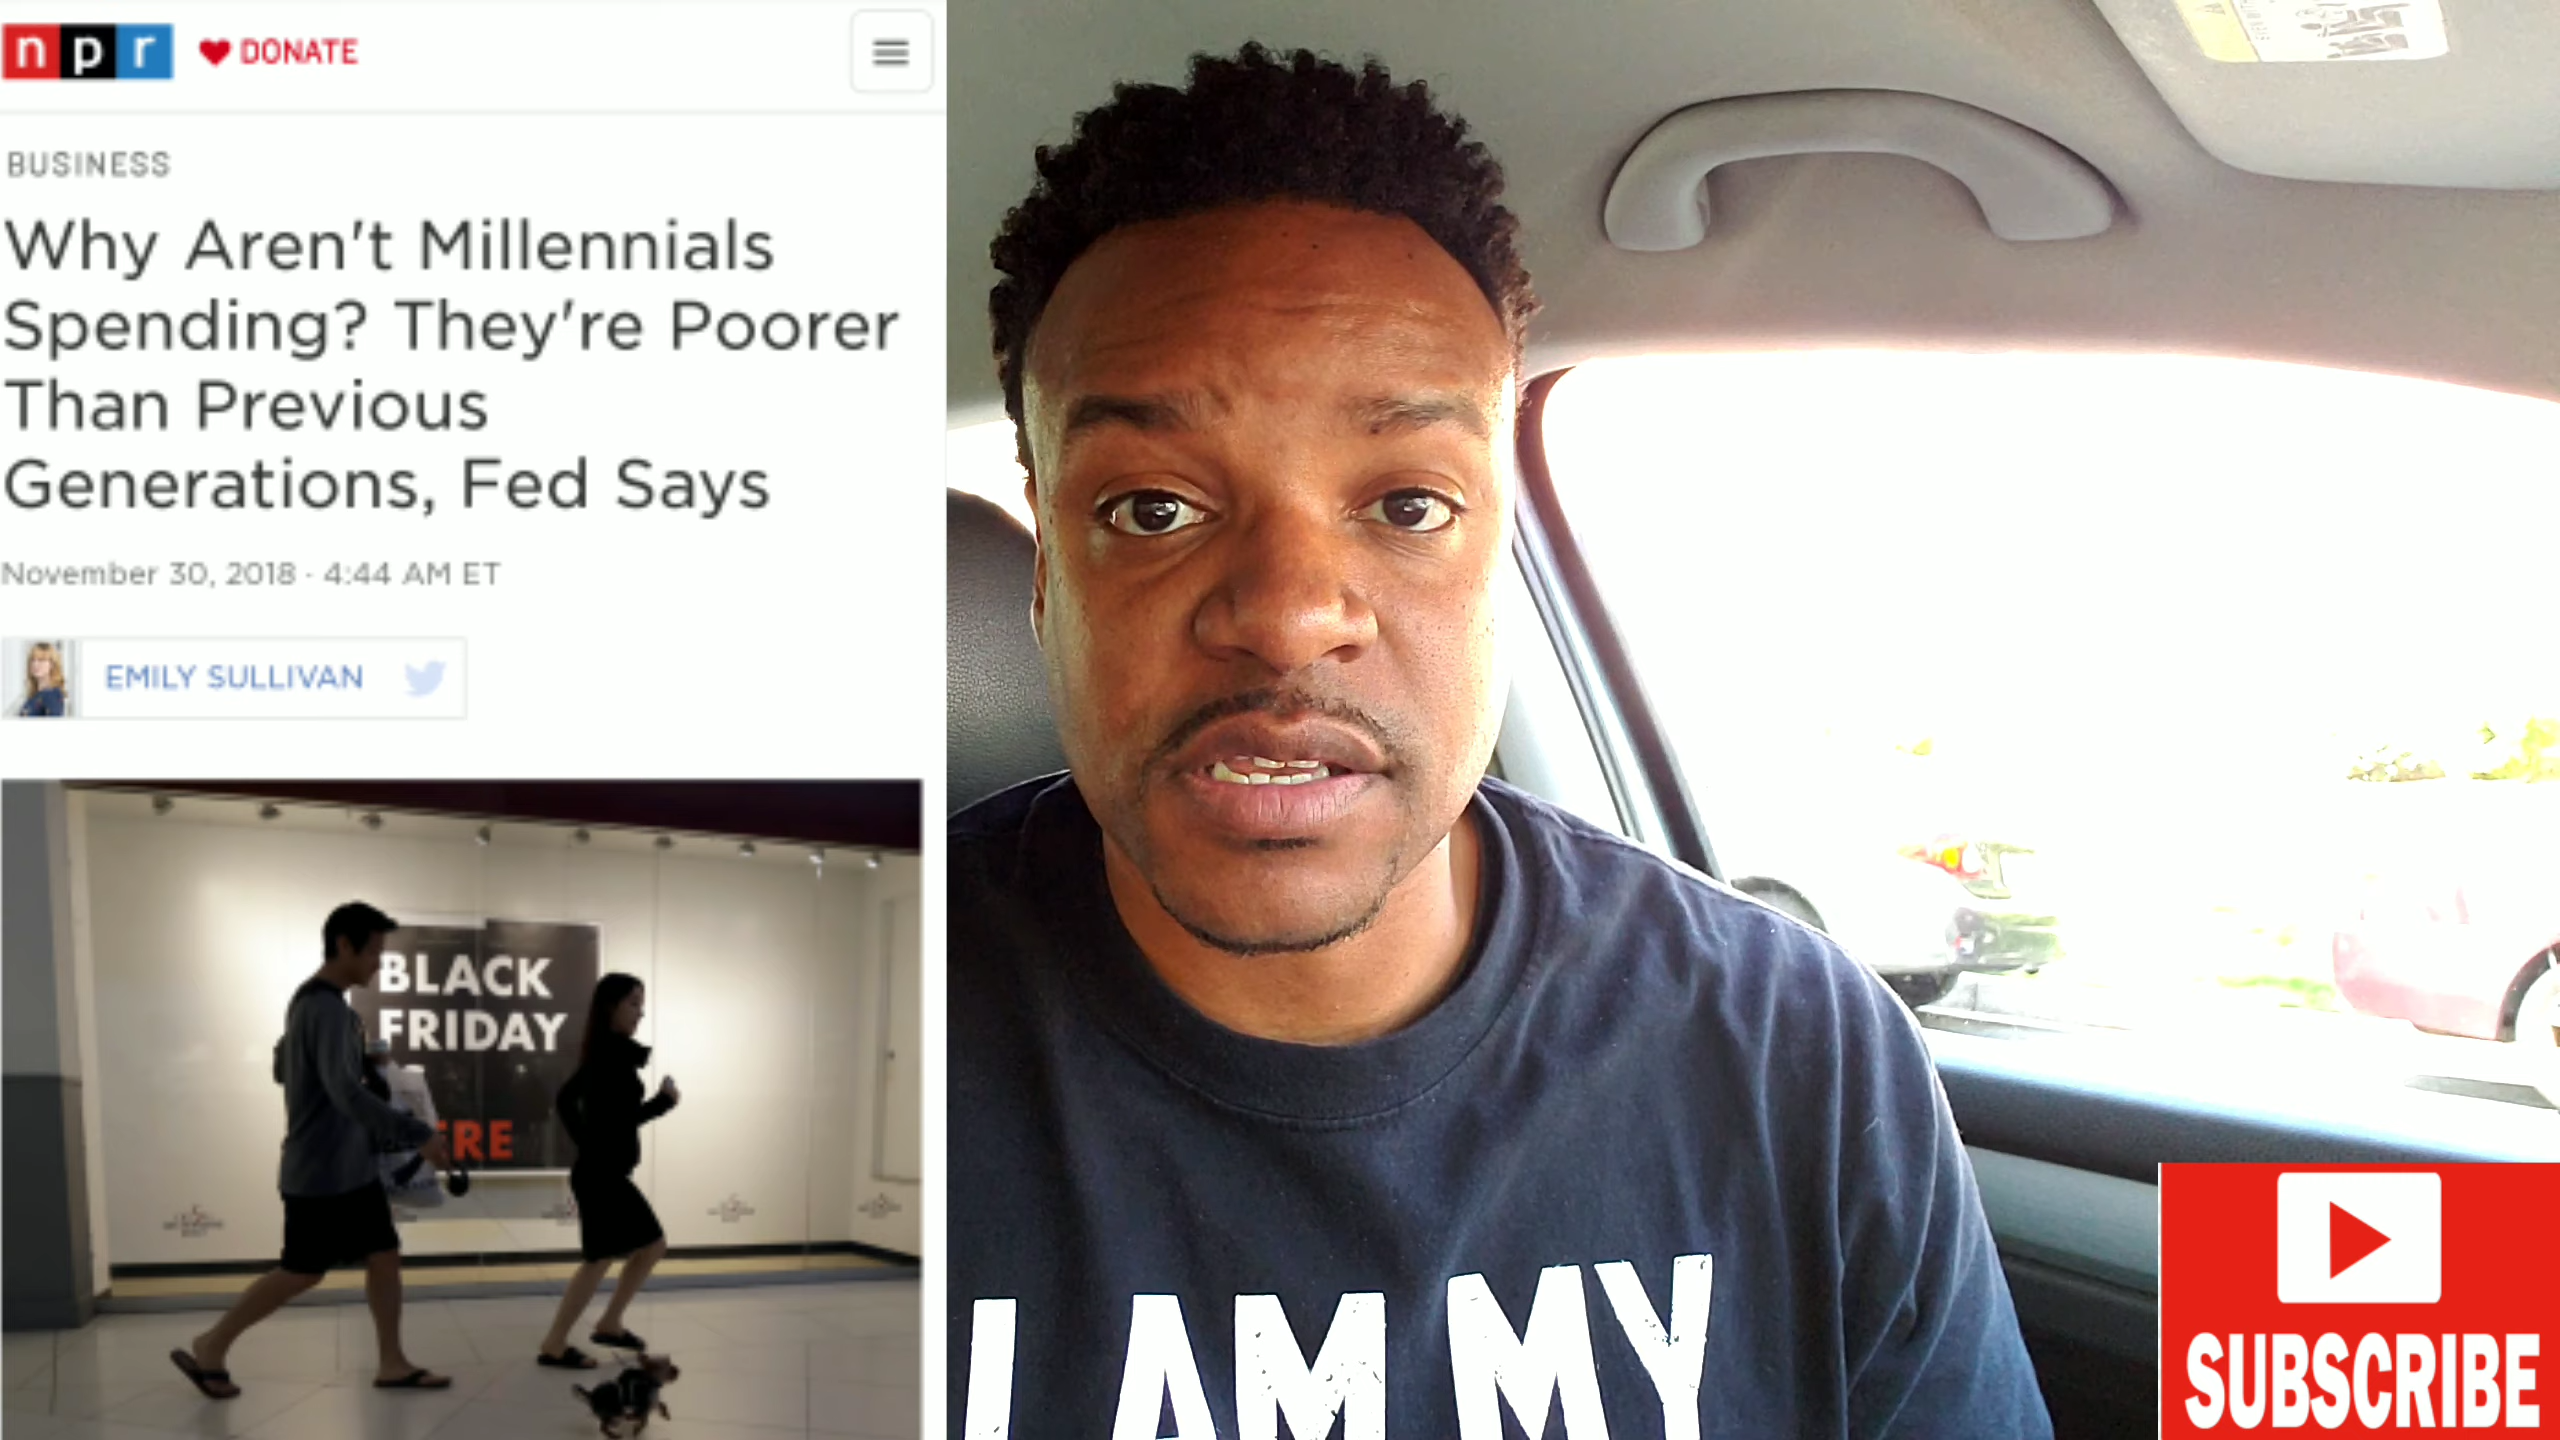 npr
DONATE
BUSINESS
Why Aren't Millennials
Spending? They're Poorer
Than Previous
Generations, Fed Says
November 30, 2018 · 4:44 AM ET
EMILY SULLIVAN
BLACK
FRIDAY
ERE
I AM MY
SUBSCRIBE